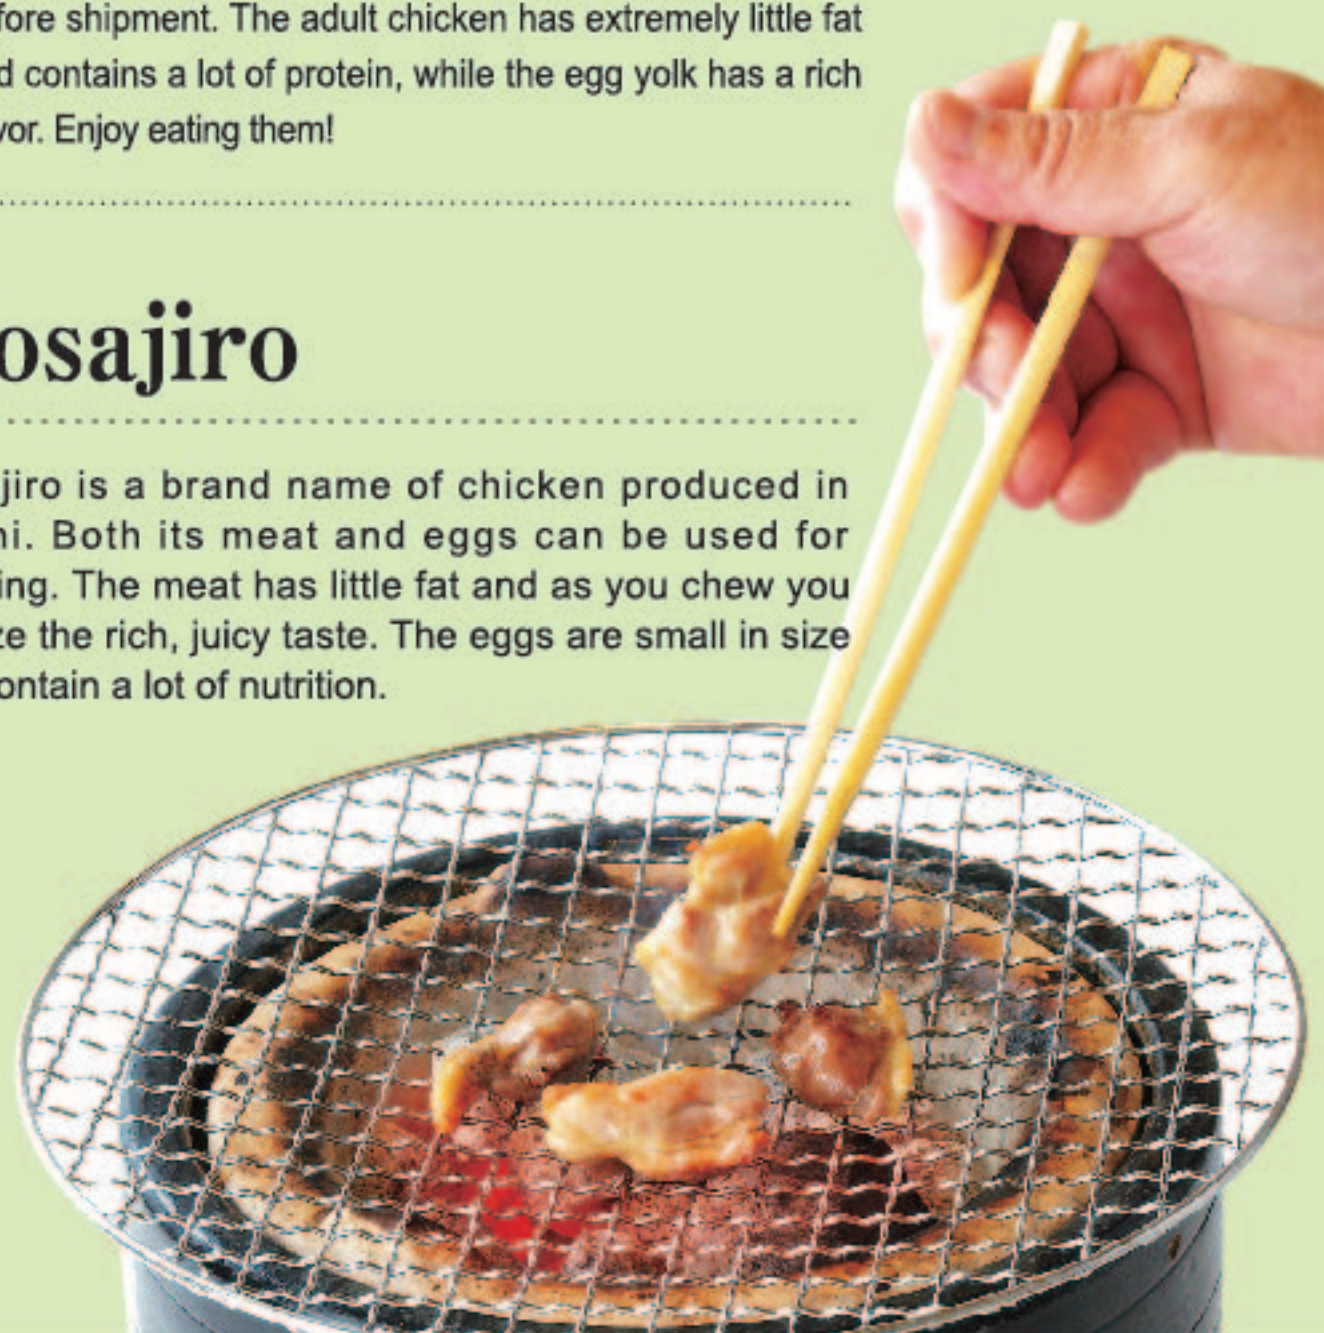 fore shipment. The adult chicken has extremely little fat
d contains a lot of protein, while the egg yolk has a rich
vor. Enjoy eating them!
osajiro
jiro is a brand name of chicken produced in
ni. Both its meat and eggs can be used for
ing. The meat has little fat and as you chew you
ze the rich, juicy taste. The eggs are small in size
ontain a lot of nutrition.